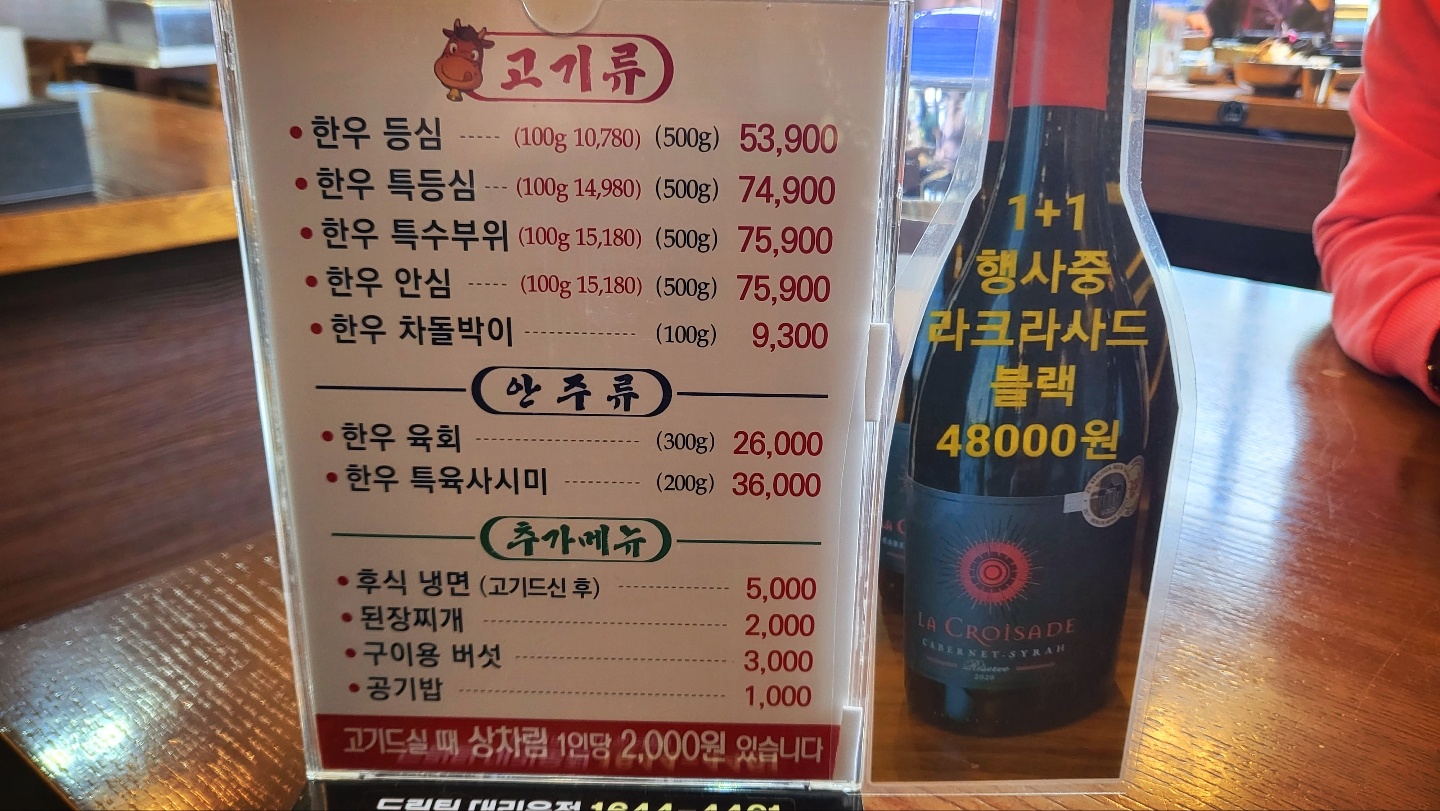 고기류
• 한우 등심 ----- (100g 10,780) (500g) 53,900
• 한우 특등심 --- (100g 14,980) (500g) 74,900
• 한우 특수부위 (100g 15,180) (500g) 75,900
• 한우 안심 ----- (100g 15,180) (500g) 75,900
• 한우 차돌박이 --------------- (100g) 9,300
안주류
• 한우 육회 -------------------- (300g) 26,000
• 한우 특육사시미 --------- (200g) 36,000
추가메뉴
• 후식 냉면 (고기드신 후) ------------- 5,000
• 된장찌개 ------------------------------ 2,000
• 구이용 버섯 --------------------------- 3,000
• 공기밥 -------------------------------- 1,000
고기드실 때 상차림 1인당 2,000원 있습니다
1+1
행사중
라크라사드
블랙
48000원
LA CROISADE
CABERNET-SYRAH
Réserve
2020